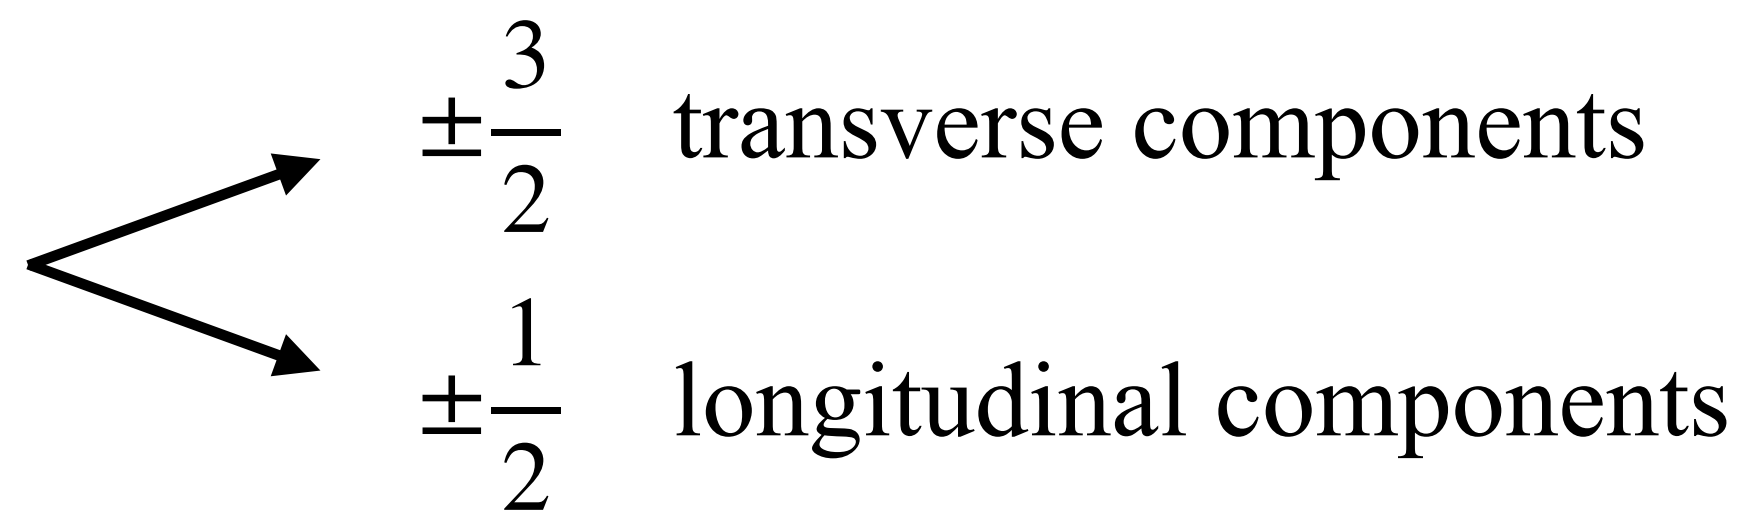 ±3/2 transverse components
±1/2 longitudinal components